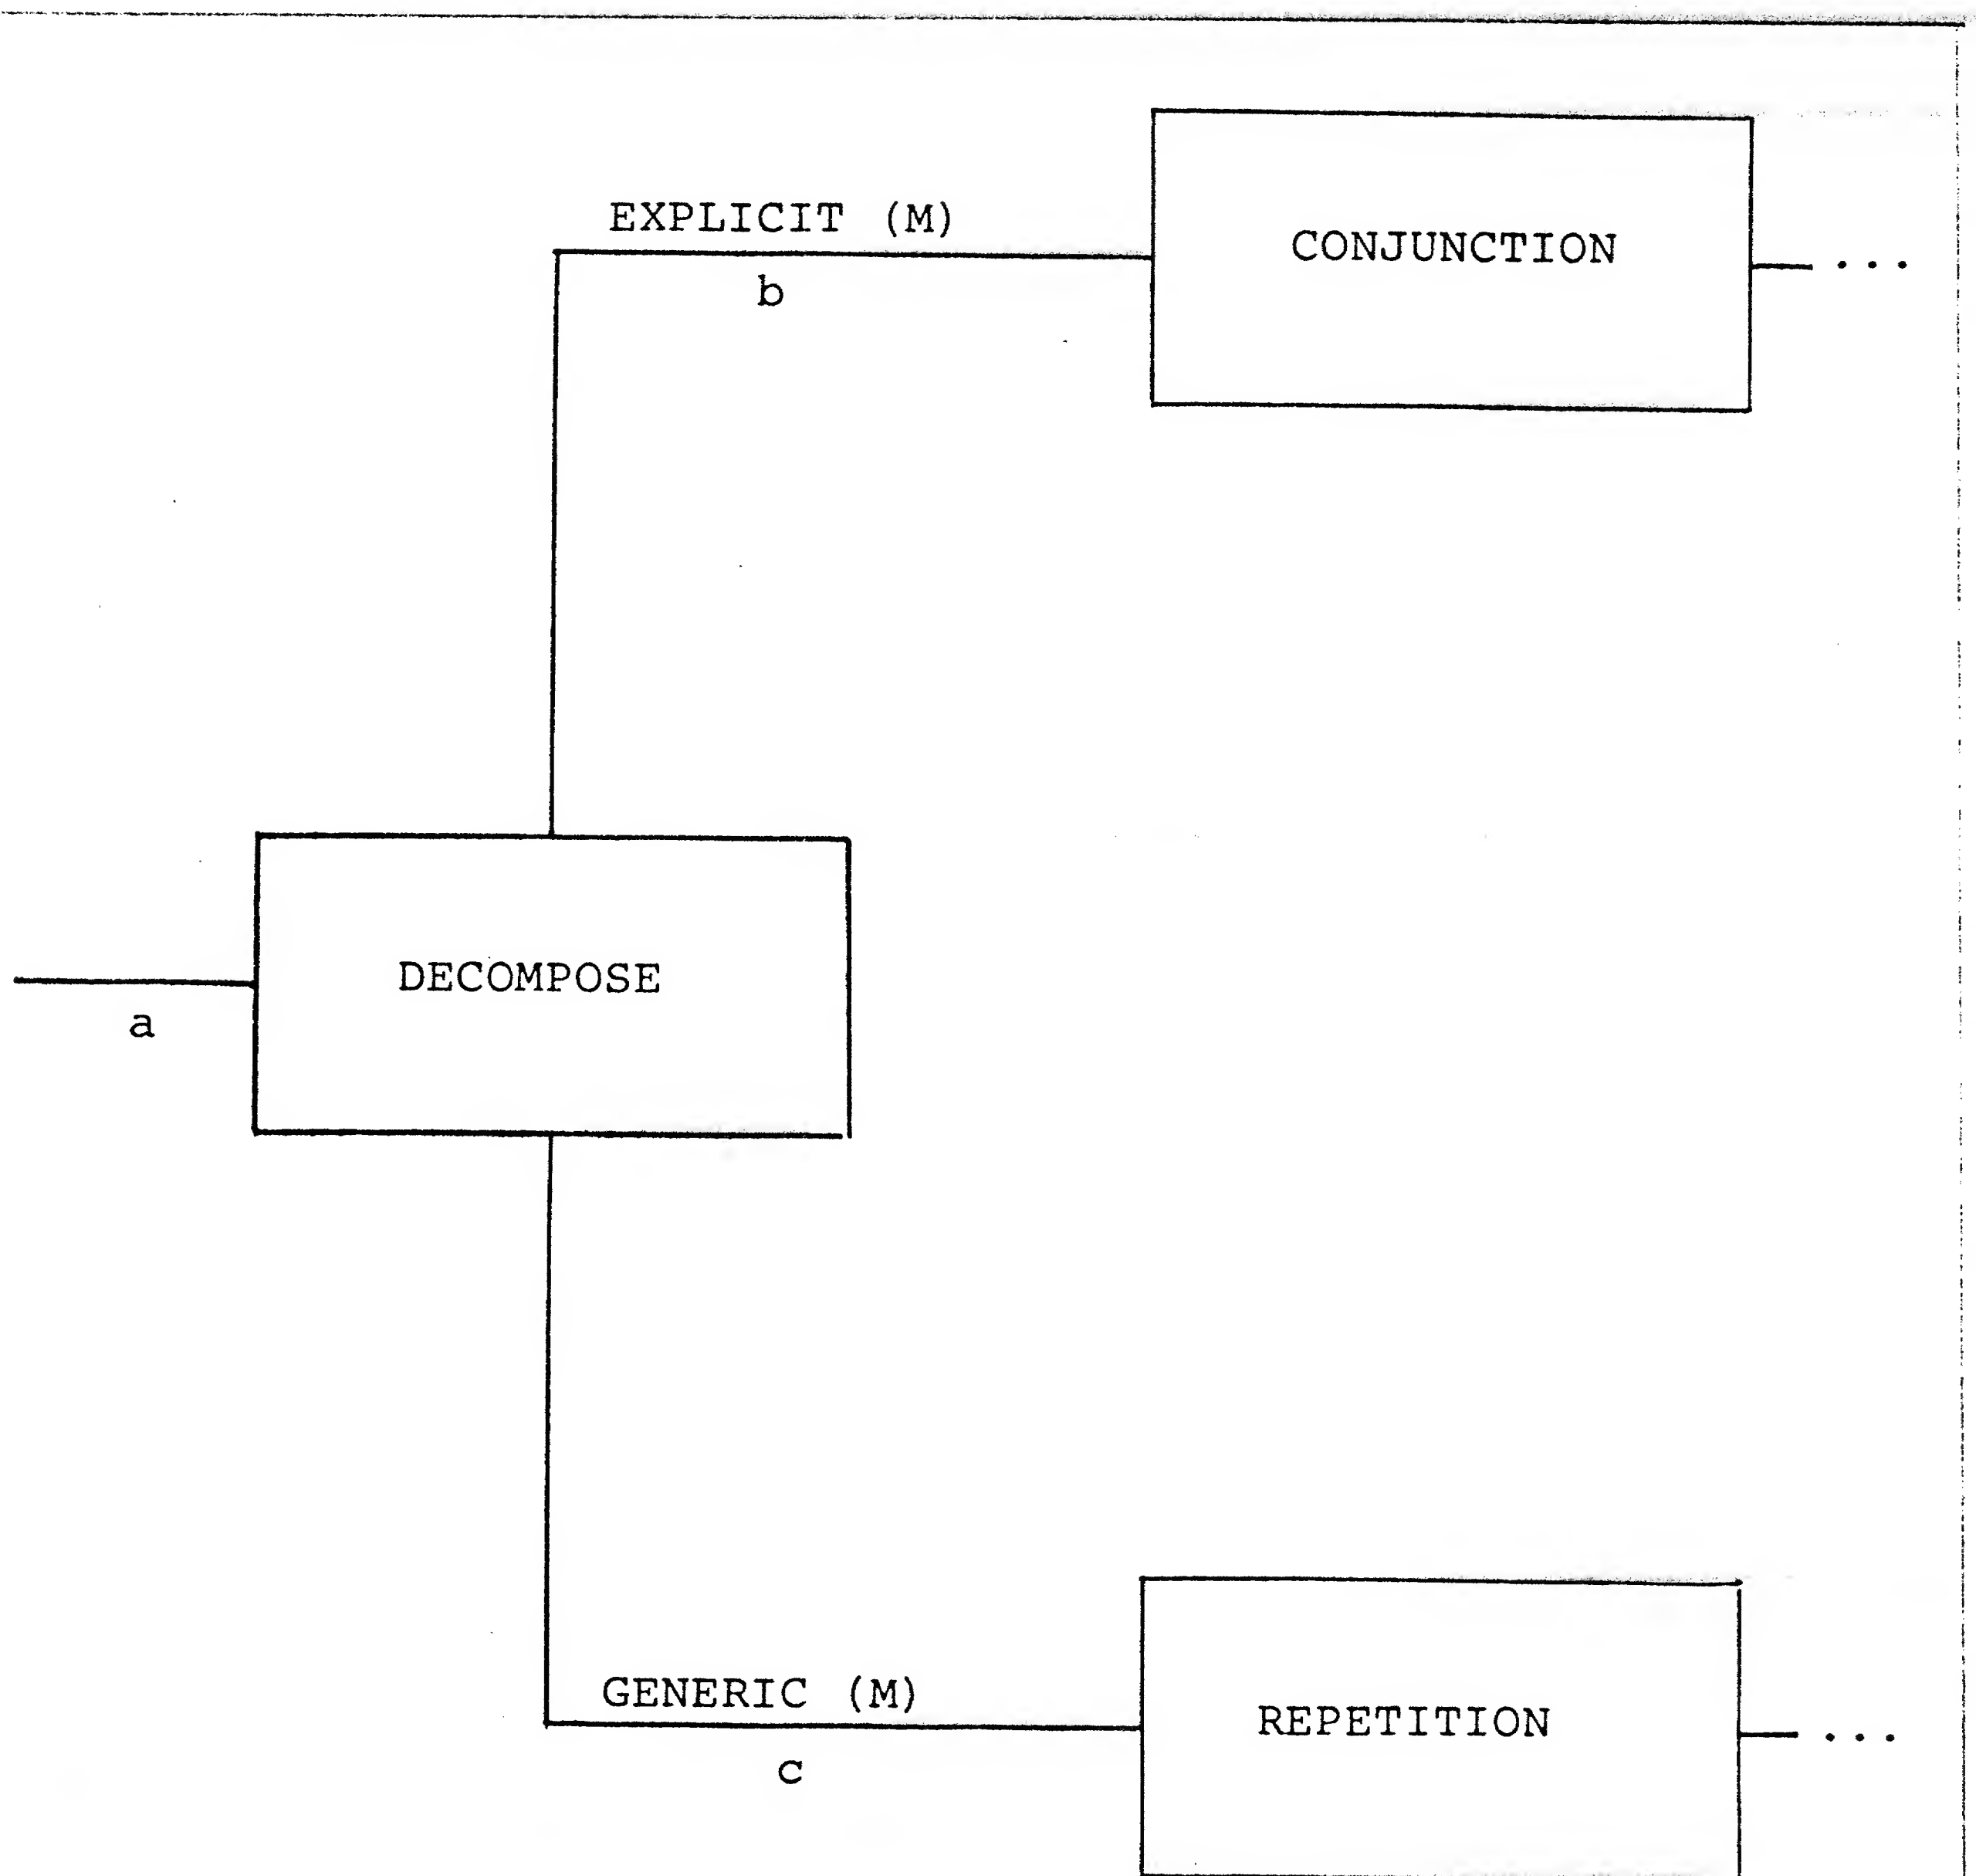 EXPLICIT (M)
b
CONJUNCTION
...
DECOMPOSE
a
GENERIC (M)
c
REPETITION
...